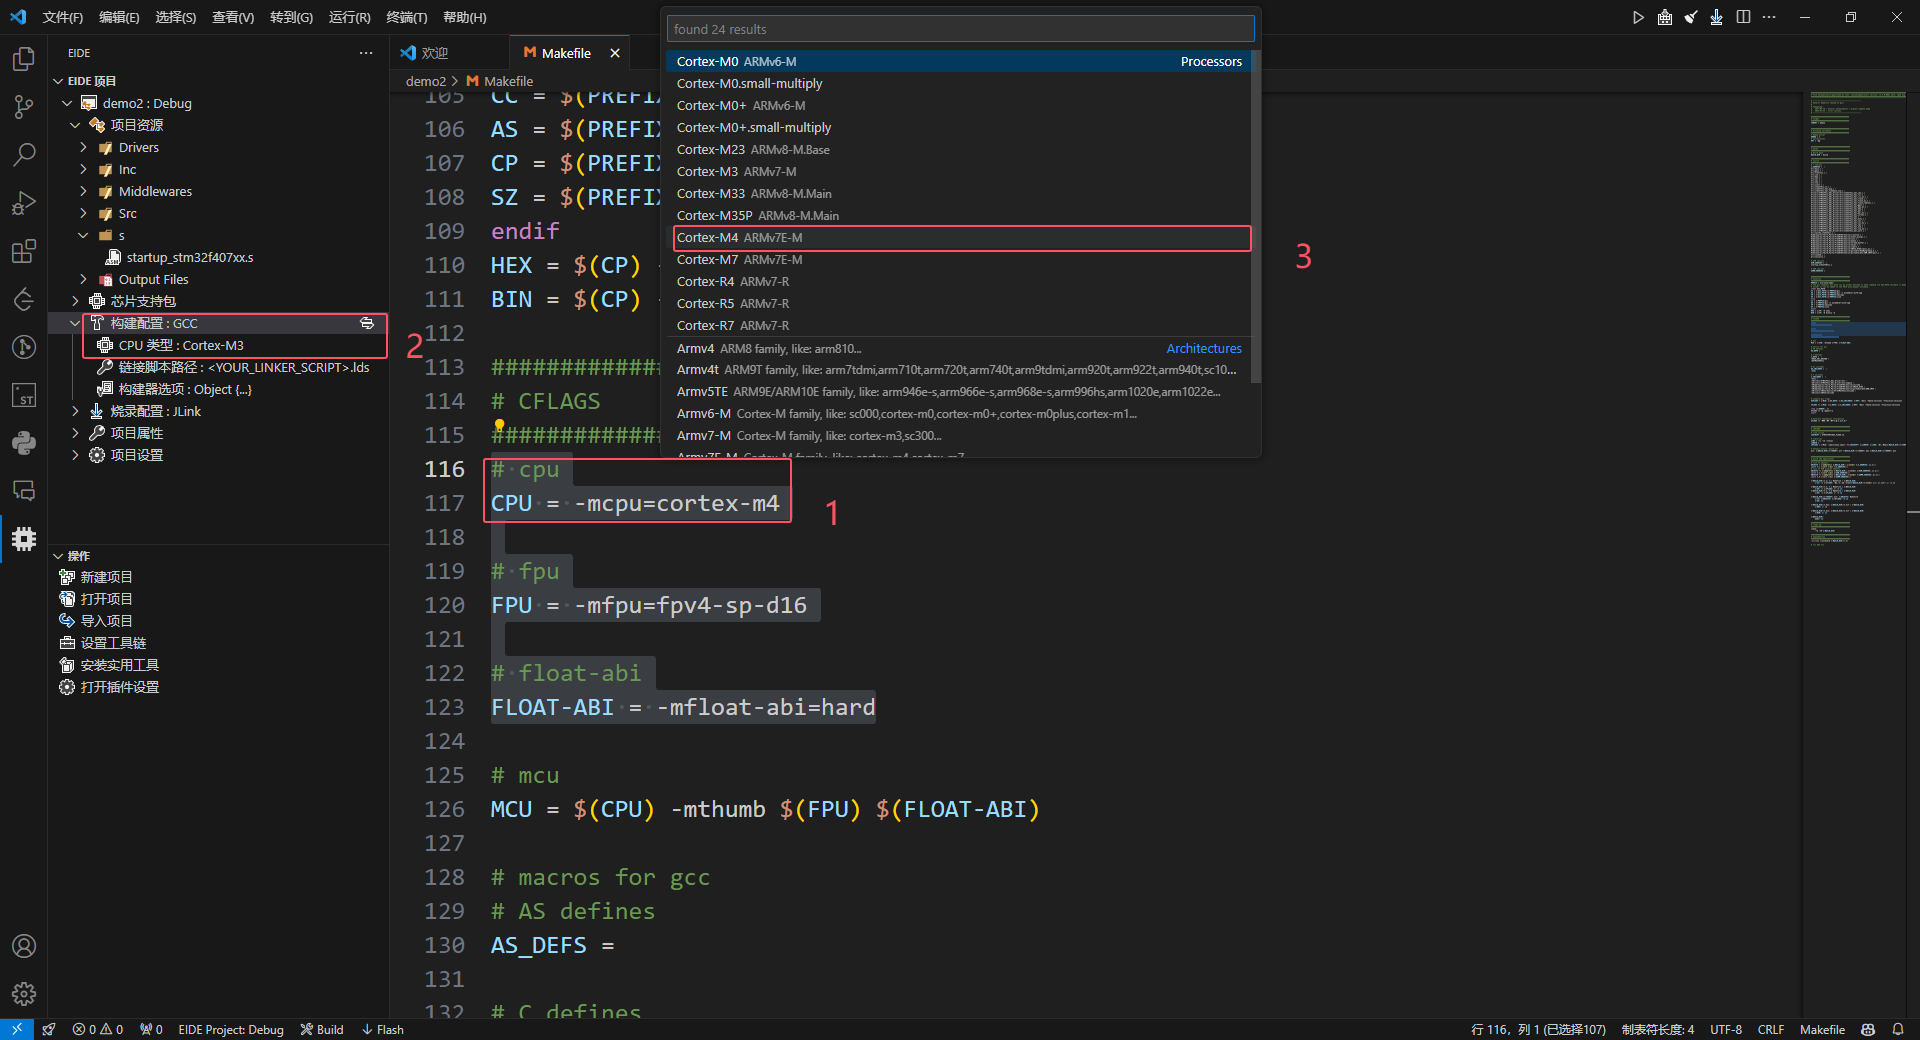 文件(F) 编辑(E) 选择(S) 查看(V) 转到(G) 运行(R) 终端(T) 帮助(H)
EIDE
EIDE 项目
demo2 : Debug
项目资源
Drivers
Inc
Middlewares
Src
s
startup_stm32f407xx.s
Output Files
芯片支持包
构建配置 : GCC
CPU 类型 : Cortex-M3
链接脚本路径 : <YOUR_LINKER_SCRIPT>.lds
构建器选项 : Object {...}
烧录配置 : JLink
项目属性
项目设置
2
操作
新建项目
打开项目
导入项目
设置工具链
安装实用工具
打开插件设置
欢迎
Makefile
demo2 > Makefile
found 24 results
Cortex-M0 ARMv6-M Processors
Cortex-M0.small-multiply
Cortex-M0+ ARMv6-M
Cortex-M0+.small-multiply
Cortex-M23 ARMv8-M.Base
Cortex-M3 ARMv7-M
Cortex-M33 ARMv8-M.Main
Cortex-M35P ARMv8-M.Main
Cortex-M4 ARMv7E-M
Cortex-M7 ARMv7E-M
Cortex-R4 ARMv7-R
Cortex-R5 ARMv7-R
Cortex-R7 ARMv7-R
Armv4 ARM8 family, like: arm810... Architectures
Armv4t ARM9T family, like: arm7tdmi,arm710t,arm720t,arm740t,arm9tdmi,arm920t,arm922t,arm940t,sc10...
Armv5TE ARM9E/ARM10E family, like: arm946e-s,arm966e-s,arm968e-s,arm996hs,arm1020e,arm1022e...
Armv6-M Cortex-M family, like: sc000,cortex-m0,cortex-m0+,cortex-m0plus,cortex-m1...
Armv7-M Cortex-M family, like: cortex-m3,sc300...
Armv7E-M Cortex-M family, like: cortex-m4,cortex-m7
3
105 CC = $(PREFIX
106 AS = $(PREFIX
107 CP = $(PREFIX
108 SZ = $(PREFIX
109 endif
110 HEX = $(CP) -
111 BIN = $(CP) -
112
113 ############
114 # CFLAGS
115 ############
116 # cpu
117 CPU = -mcpu=cortex-m4
1
118
119 # fpu
120 FPU = -mfpu=fpv4-sp-d16
121
122 # float-abi
123 FLOAT-ABI = -mfloat-abi=hard
124
125 # mcu
126 MCU = $(CPU) -mthumb $(FPU) $(FLOAT-ABI)
127
128 # macros for gcc
129 # AS defines
130 AS_DEFS =
131
132 # C defines
0 0 0 EIDE Project: Debug Build Flash
行 116，列 1 (已选择107) 制表符长度: 4 UTF-8 CRLF Makefile